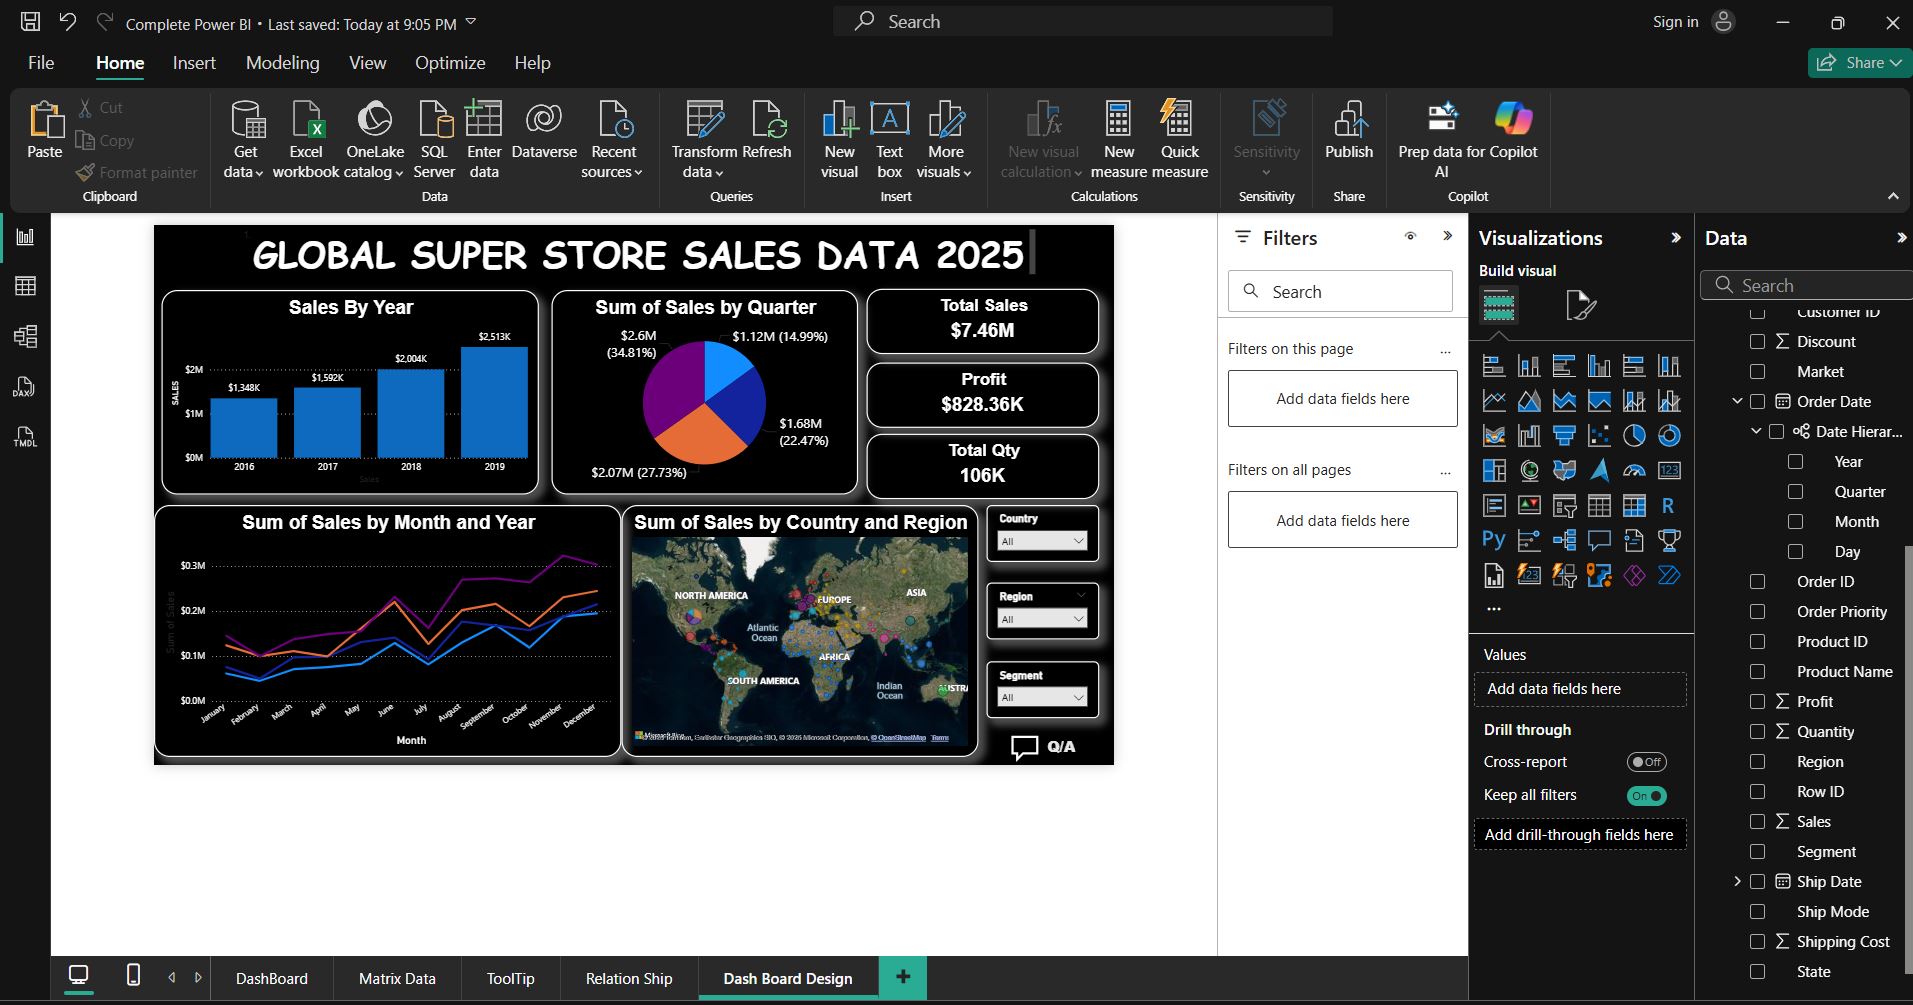 Complete Power BI • Last saved: Today at 9:05 PM
Search
Sign in
File
Home
Insert
Modeling
View
Optimize
Help
Share
Paste
Cut
Copy
Format painter
Clipboard
Get
data
Excel
workbook
OneLake
catalog
SQL
Server
Enter
data
Dataverse
Recent
sources
Data
Transform
data
Refresh
Queries
New
visual
Text
box
More
visuals
Insert
New visual
calculation
New
measure
Quick
measure
Calculations
Sensitivity
Sensitivity
Publish
Share
Prep data for
AI
Copilot
Copilot
DAX
TMDL
GLOBAL SUPER STORE SALES DATA 2025
Sales By Year
SALES
$2M
$1M
$0M
$1,348K
$1,592K
$2,004K
$2,513K
2016
2017
2018
2019
Sales
Sum of Sales by Quarter
$2.6M
(34.81%)
$1.12M (14.99%)
$1.68M
(22.47%)
$2.07M (27.73%)
Total Sales
$7.46M
Profit
$828.36K
Total Qty
106K
Sum of Sales by Month and Year
Sum of Sales
$0.3M
$0.2M
$0.1M
$0.0M
January
February
March
April
May
June
July
August
September
October
November
December
Month
Sum of Sales by Country and Region
NORTH AMERICA
EUROPE
ASIA
Atlantic
Ocean
AFRICA
SOUTH AMERICA
Indian
Ocean
AUSTRA
© 2025 Microsoft Corporation, © OpenStreetMap Terms
Country
All
Region
All
Segment
All
Q/A
Filters
Search
Filters on this page
...
Add data fields here
Filters on all pages
...
Add data fields here
Visualizations
Build visual
123
R
Py
123
...
Values
Add data fields here
Drill through
Cross-report
Off
Keep all filters
On
Add drill-through fields here
Data
Search
Customer ID
Discount
Market
Order Date
Date Hierar...
Year
Quarter
Month
Day
Order ID
Order Priority
Product ID
Product Name
Profit
Quantity
Region
Row ID
Sales
Segment
Ship Date
Ship Mode
Shipping Cost
State
DashBoard
Matrix Data
ToolTip
Relation Ship
Dash Board Design
+